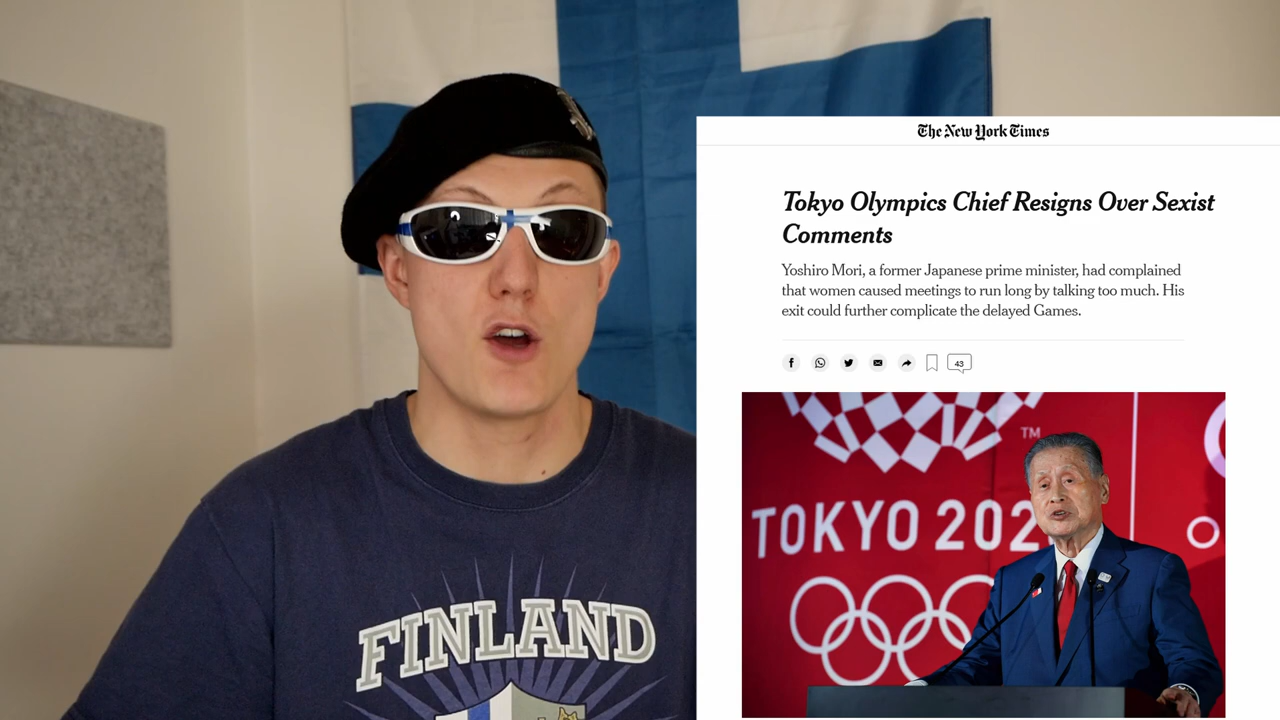 The New York Times
Tokyo Olympics Chief Resigns Over Sexist
Comments
Yoshiro Mori, a former Japanese prime minister, had complained
that women caused meetings to run long by talking too much. His
exit could further complicate the delayed Games.
43
TM
TOKYO 202
FINLAND